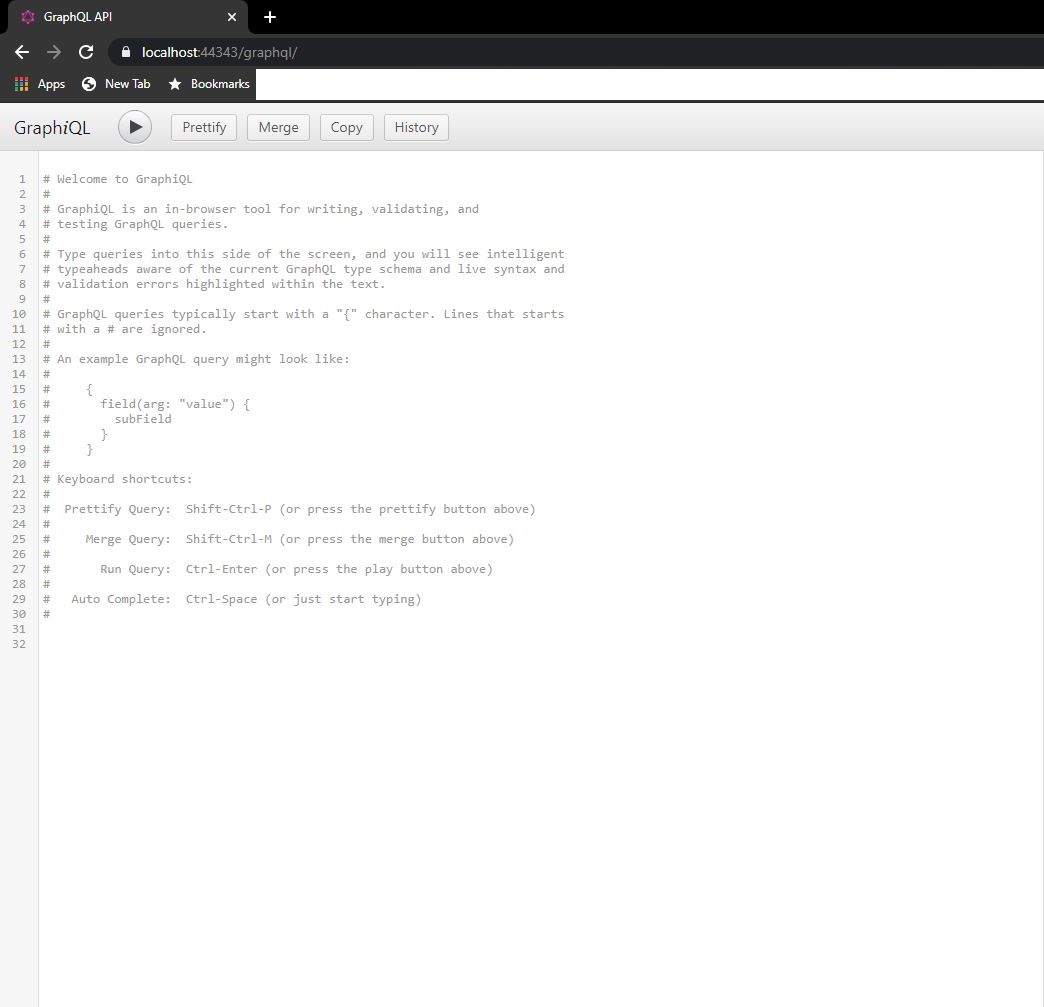 GraphQL API
localhost:44343/graphql/
Apps New Tab Bookmarks
GraphiQL Prettify Merge Copy History
1 # Welcome to GraphiQL
2 #
3 # GraphiQL is an in-browser tool for writing, validating, and
4 # testing GraphQL queries.
5 #
6 # Type queries into this side of the screen, and you will see intelligent
7 # typeaheads aware of the current GraphQL type schema and live syntax and
8 # validation errors highlighted within the text.
9 #
10 # GraphQL queries typically start with a "{" character. Lines that starts
11 # with a # are ignored.
12 #
13 # An example GraphQL query might look like:
14 #
15 #     {
16 #       field(arg: "value") {
17 #         subField
18 #       }
19 #     }
20 #
21 # Keyboard shortcuts:
22 #
23 #  Prettify Query:  Shift-Ctrl-P (or press the prettify button above)
24 #
25 #     Merge Query:  Shift-Ctrl-M (or press the merge button above)
26 #
27 #       Run Query:  Ctrl-Enter (or press the play button above)
28 #
29 #   Auto Complete:  Ctrl-Space (or just start typing)
30 #
31
32